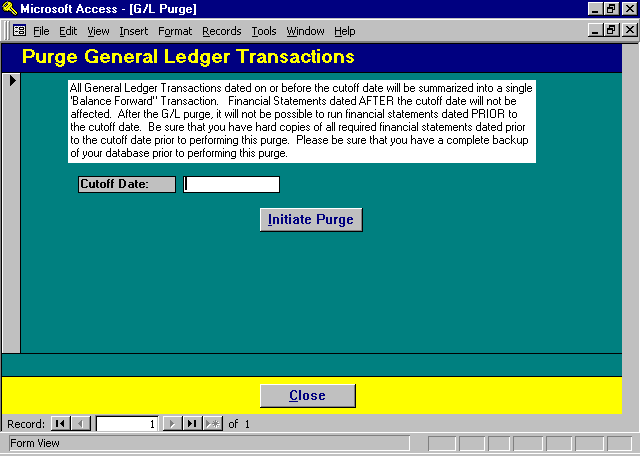 Microsoft Access - [G/L Purge]
File Edit View Insert Format Records Tools Window Help
Purge General Ledger Transactions
All General Ledger Transactions dated on or before the cutoff date will be summarized into a single
'Balance Forward" Transaction. Financial Statements dated AFTER the cutoff date will not be
affected. After the G/L purge, it will not be possible to run financial statements dated PRIOR to
the cutoff date. Be sure that you have hard copies of all required financial statements dated prior
to the cutoff date prior to performing this purge. Please be sure that you have a complete backup
of your database prior to performing this purge.
Cutoff Date:
Initiate Purge
Close
Record: 1 of 1
Form View